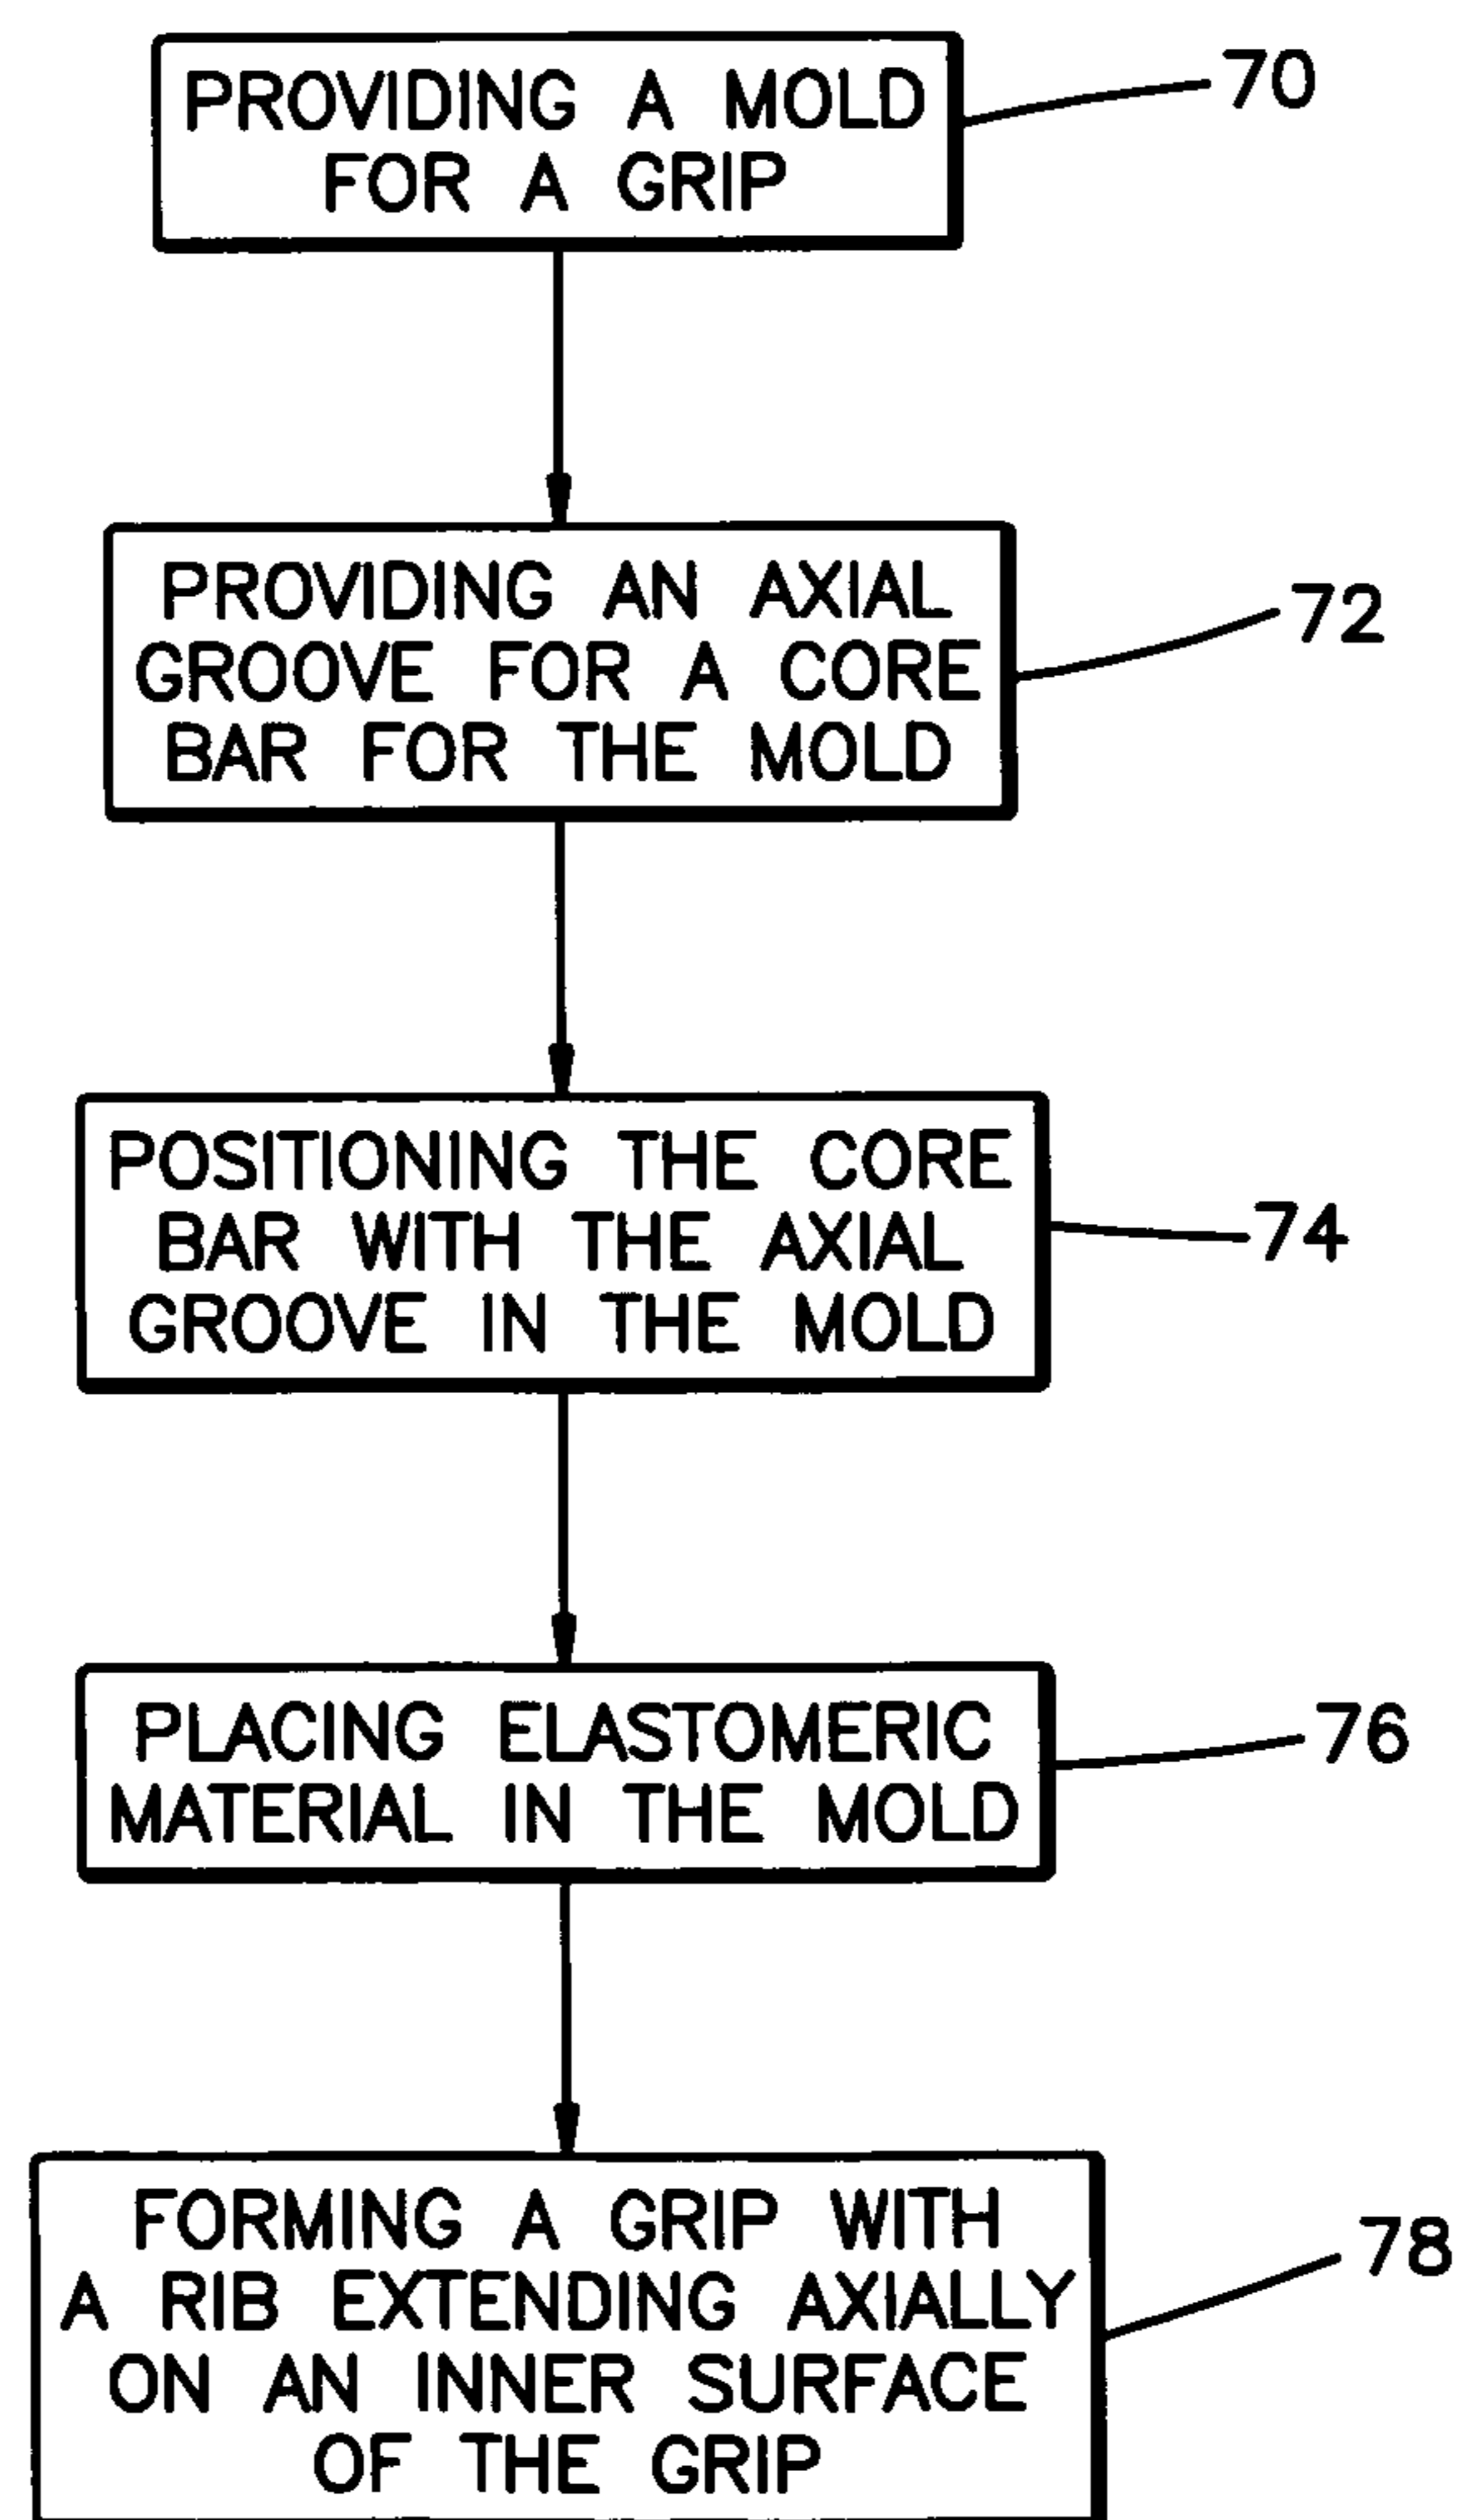 PROVIDING A MOLD
FOR A GRIP
70
PROVIDING AN AXIAL
GROOVE FOR A CORE
BAR FOR THE MOLD
72
POSITIONING THE CORE
BAR WITH THE AXIAL
GROOVE IN THE MOLD
74
PLACING ELASTOMERIC
MATERIAL IN THE MOLD
76
FORMING A GRIP WITH
A RIB EXTENDING AXIALLY
ON AN INNER SURFACE
OF THE GRIP
78